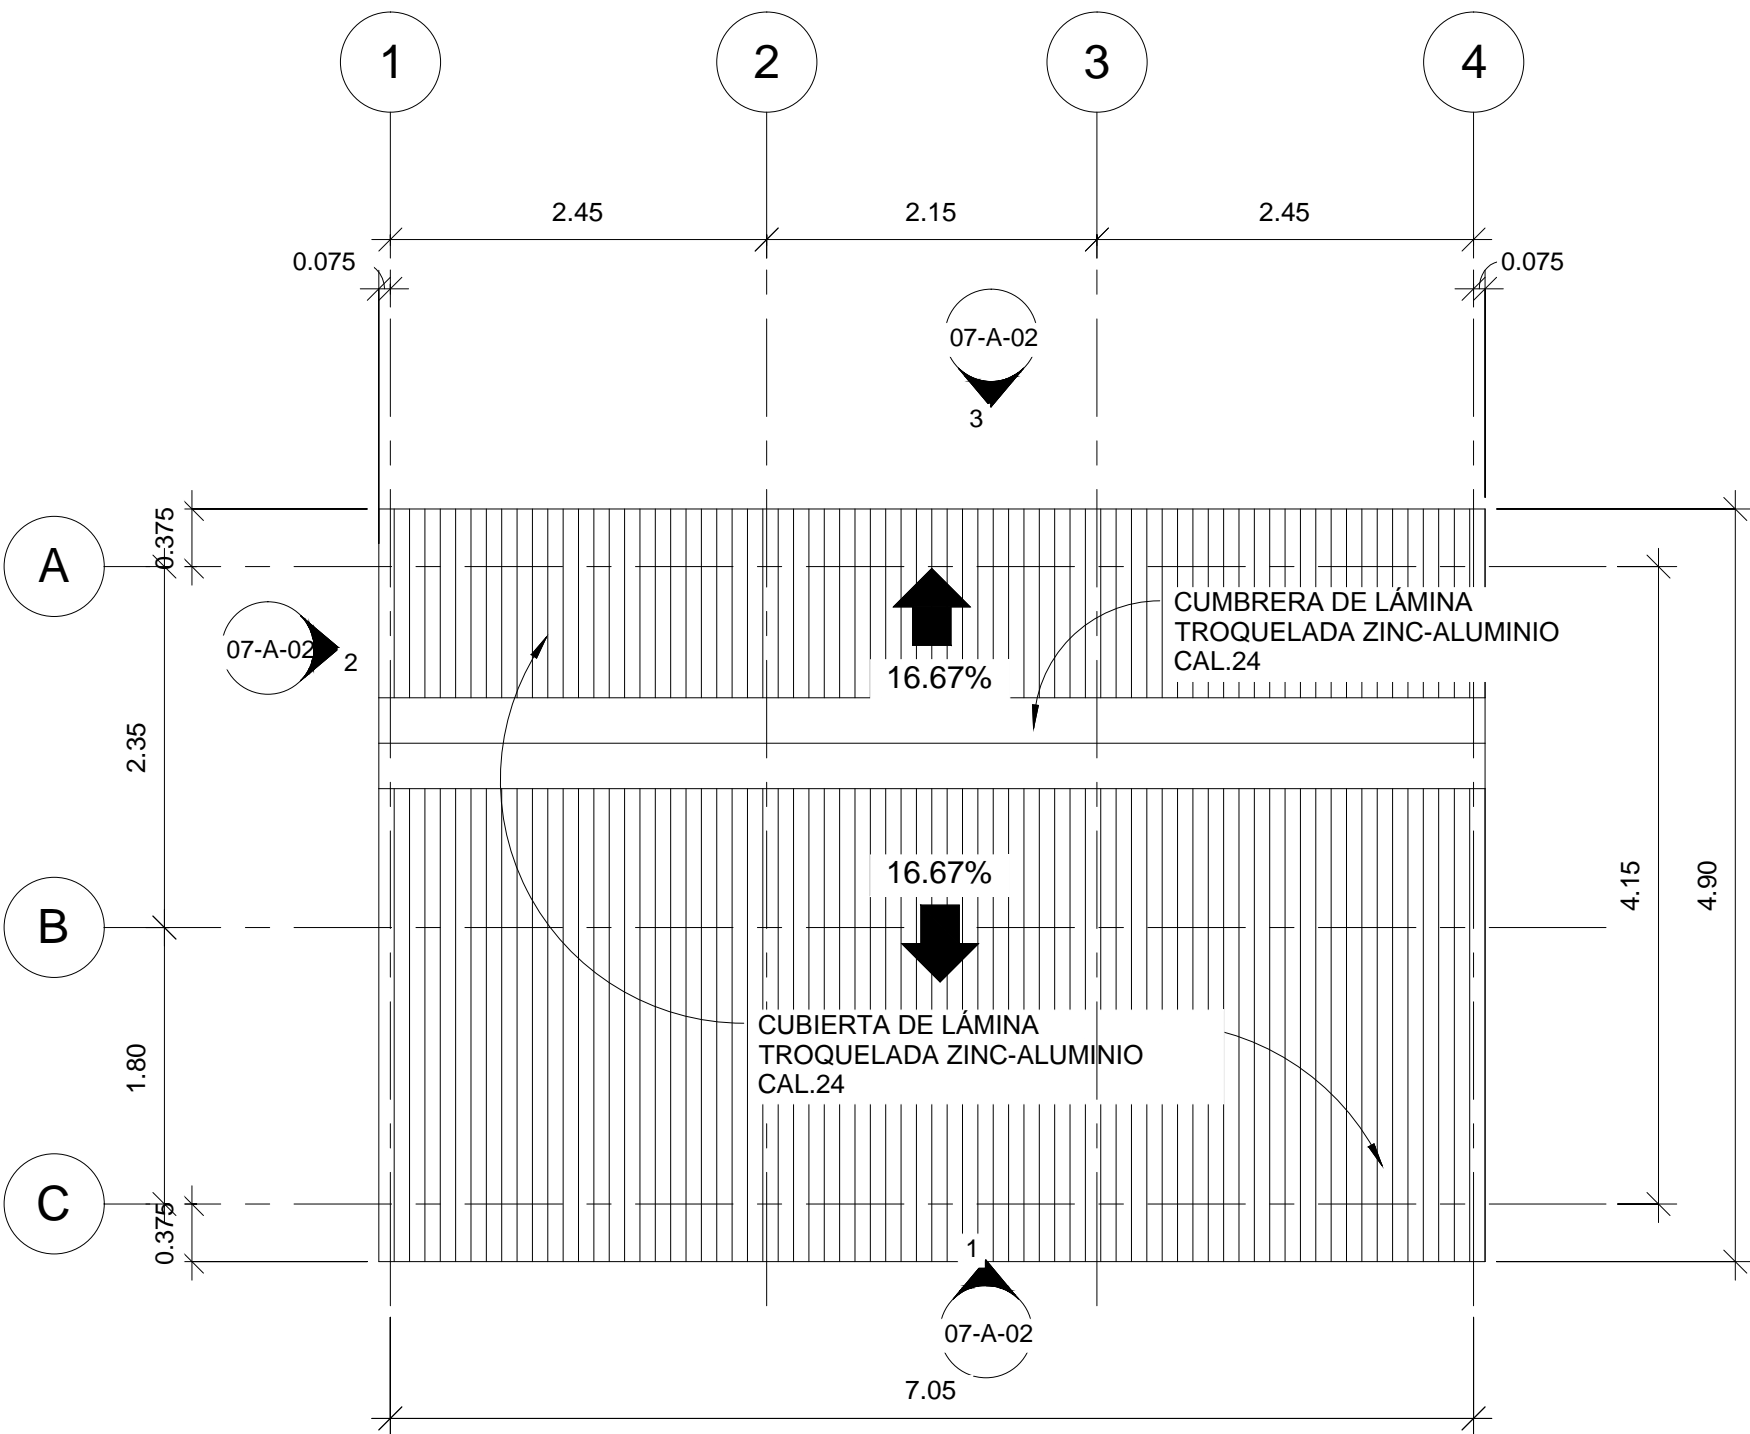 1 2 3 4
2.45 2.15 2.45
0.075 0.075
07-A-02
3
0.375
A
CUMBRERA DE LÁMINA
TROQUELADA ZINC-ALUMINIO
CAL.24
07-A-02 2
16.67%
2.35
16.67%
4.15 4.90
B
CUBIERTA DE LÁMINA
TROQUELADA ZINC-ALUMINIO
CAL.24
1.80
C
0.375
1
07-A-02
7.05